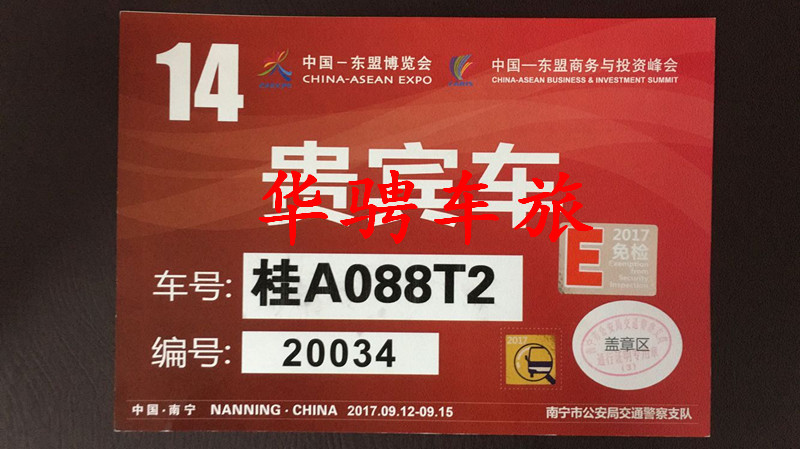 14
中国－东盟博览会
CHINA-ASEAN EXPO
中国—东盟商务与投资峰会
CHINA-ASEAN BUSINESS & INVESTMENT SUMMIT
贵宾车
华骋车旅
E
2017
免检
Exemption
from
Security
Inspection
车号: 桂A088T2
编号: 20034
2017
盖章区
中国·南宁 NANNING·CHINA 2017.09.12-09.15
南宁市公安局交通警察支队